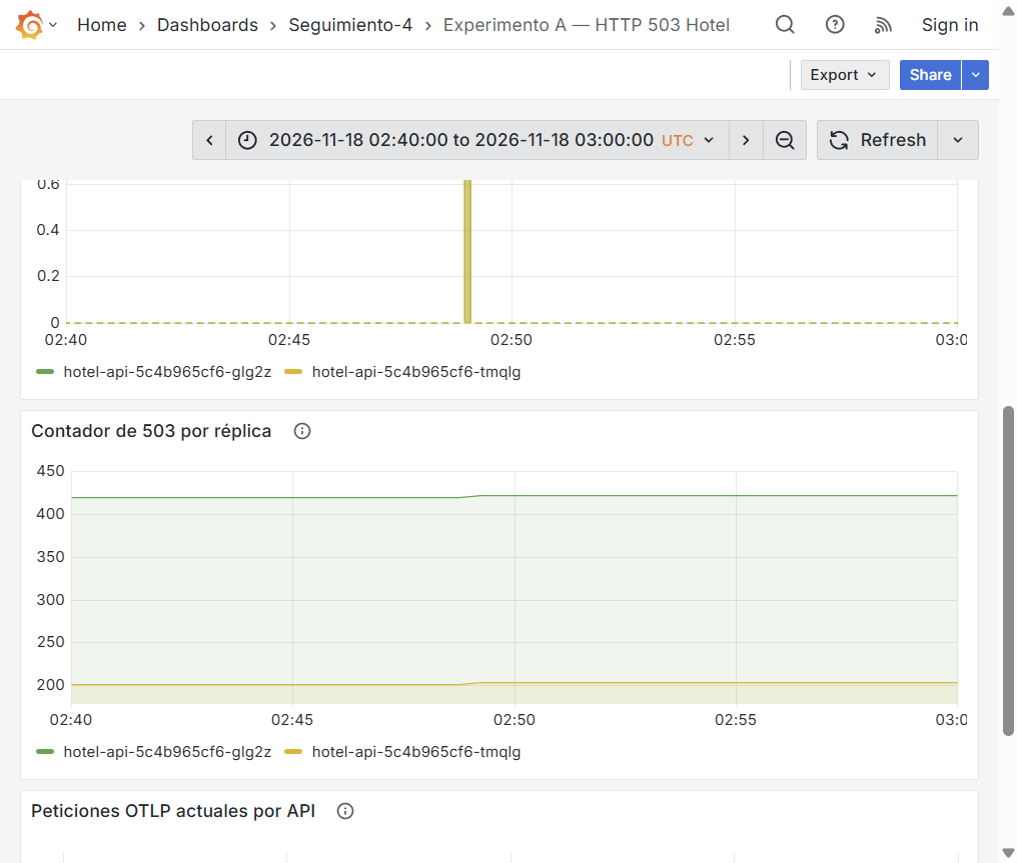 Home › Dashboards › Seguimiento-4 › Experimento A — HTTP 503 Hotel Sign in
Export Share
2026-11-18 02:40:00 to 2026-11-18 03:00:00 UTC Refresh
0.6
0.4
0.2
0
02:40 02:45 02:50 02:55 03:0
hotel-api-5c4b965cf6-glg2z hotel-api-5c4b965cf6-tmqlg
Contador de 503 por réplica
450
400
350
300
250
200
02:40 02:45 02:50 02:55 03:0
hotel-api-5c4b965cf6-glg2z hotel-api-5c4b965cf6-tmqlg
Peticiones OTLP actuales por API